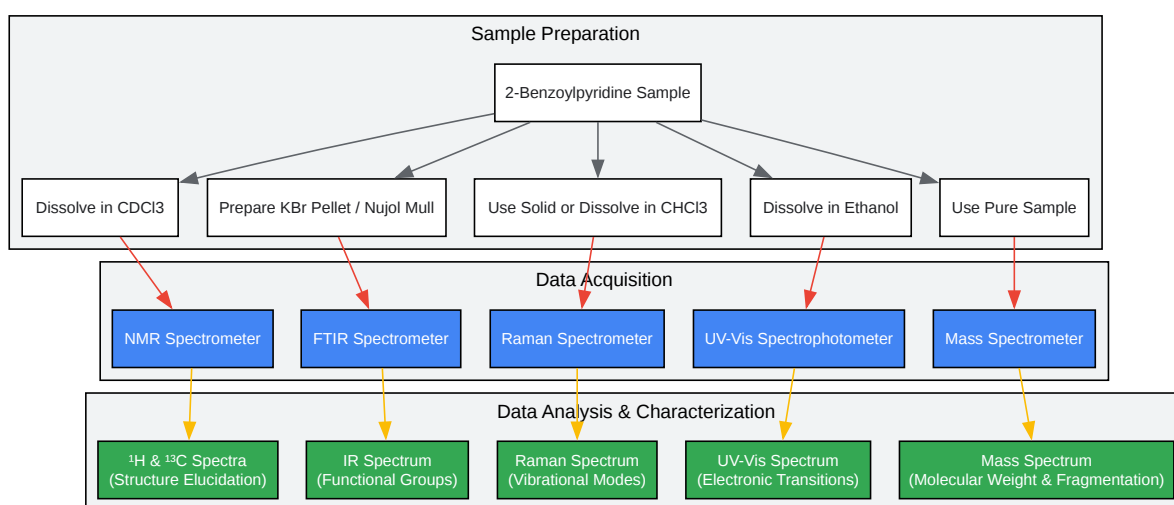 Sample Preparation
2-Benzoylpyridine Sample
Dissolve in CDCl3
Prepare KBr Pellet / Nujol Mull
Use Solid or Dissolve in CHCl3
Dissolve in Ethanol
Use Pure Sample
Data Acquisition
NMR Spectrometer
FTIR Spectrometer
Raman Spectrometer
UV-Vis Spectrophotometer
Mass Spectrometer
Data Analysis & Characterization
¹H & ¹³C Spectra
(Structure Elucidation)
IR Spectrum
(Functional Groups)
Raman Spectrum
(Vibrational Modes)
UV-Vis Spectrum
(Electronic Transitions)
Mass Spectrum
(Molecular Weight & Fragmentation)